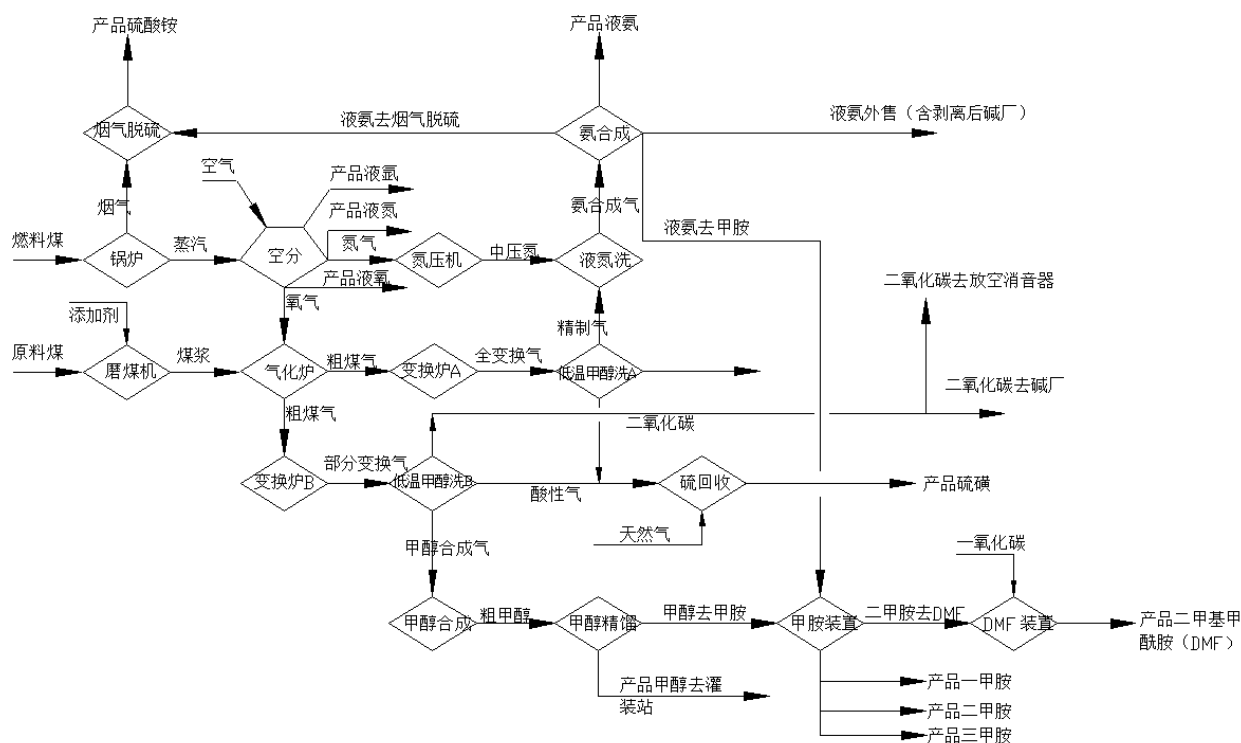 产品硫酸铵
产品液氨
烟气脱硫
液氨去烟气脱硫
氨合成
液氨外售（含剥离后碱厂）
空气
产品液氩
烟气
产品液氮
氨合成气
液氨去甲胺
燃料煤
锅炉
蒸汽
空分
氮气
氮压机
中压氮
液氮洗
产品液氧
二氧化碳去放空消音器
添加剂
氧气
精制气
原料煤
磨煤机
煤浆
气化炉
粗煤气
变换炉A
全变换气
低温甲醇洗A
二氧化碳去碱厂
粗煤气
二氧化碳
变换炉B
部分变换气
低温甲醇洗B
酸性气
硫回收
产品硫磺
天然气
甲醇合成气
一氧化碳
甲醇合成
粗甲醇
甲醇精馏
甲醇去甲胺
甲胺装置
二甲胺去DMF
DMF装置
产品二甲基甲
酰胺（DMF）
产品甲醇去灌
装站
产品一甲胺
产品二甲胺
产品三甲胺